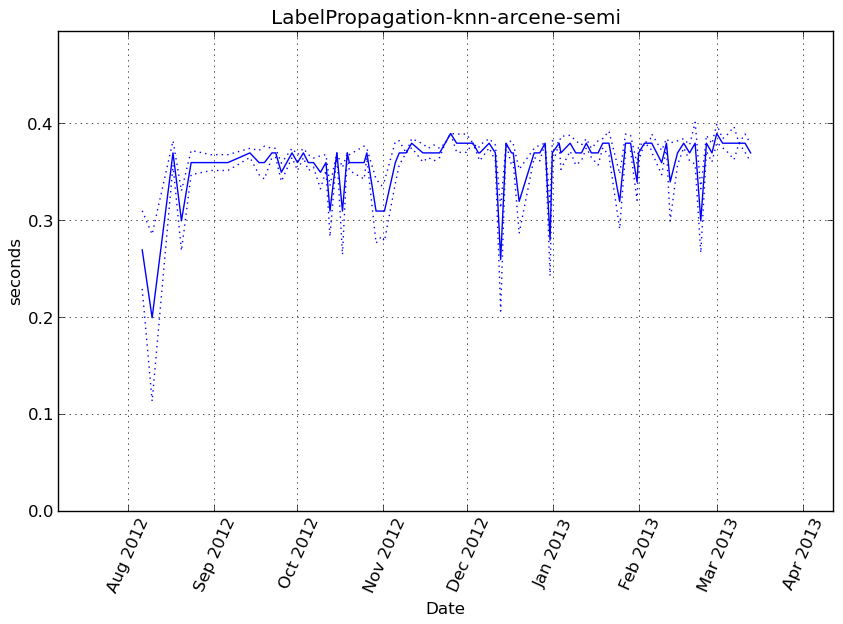 LabelPropagation-knn-arcene-semi
seconds
0.4
0.3
0.2
0.1
0.0
Aug 2012
Sep 2012
Oct 2012
Nov 2012
Dec 2012
Jan 2013
Feb 2013
Mar 2013
Apr 2013
Date